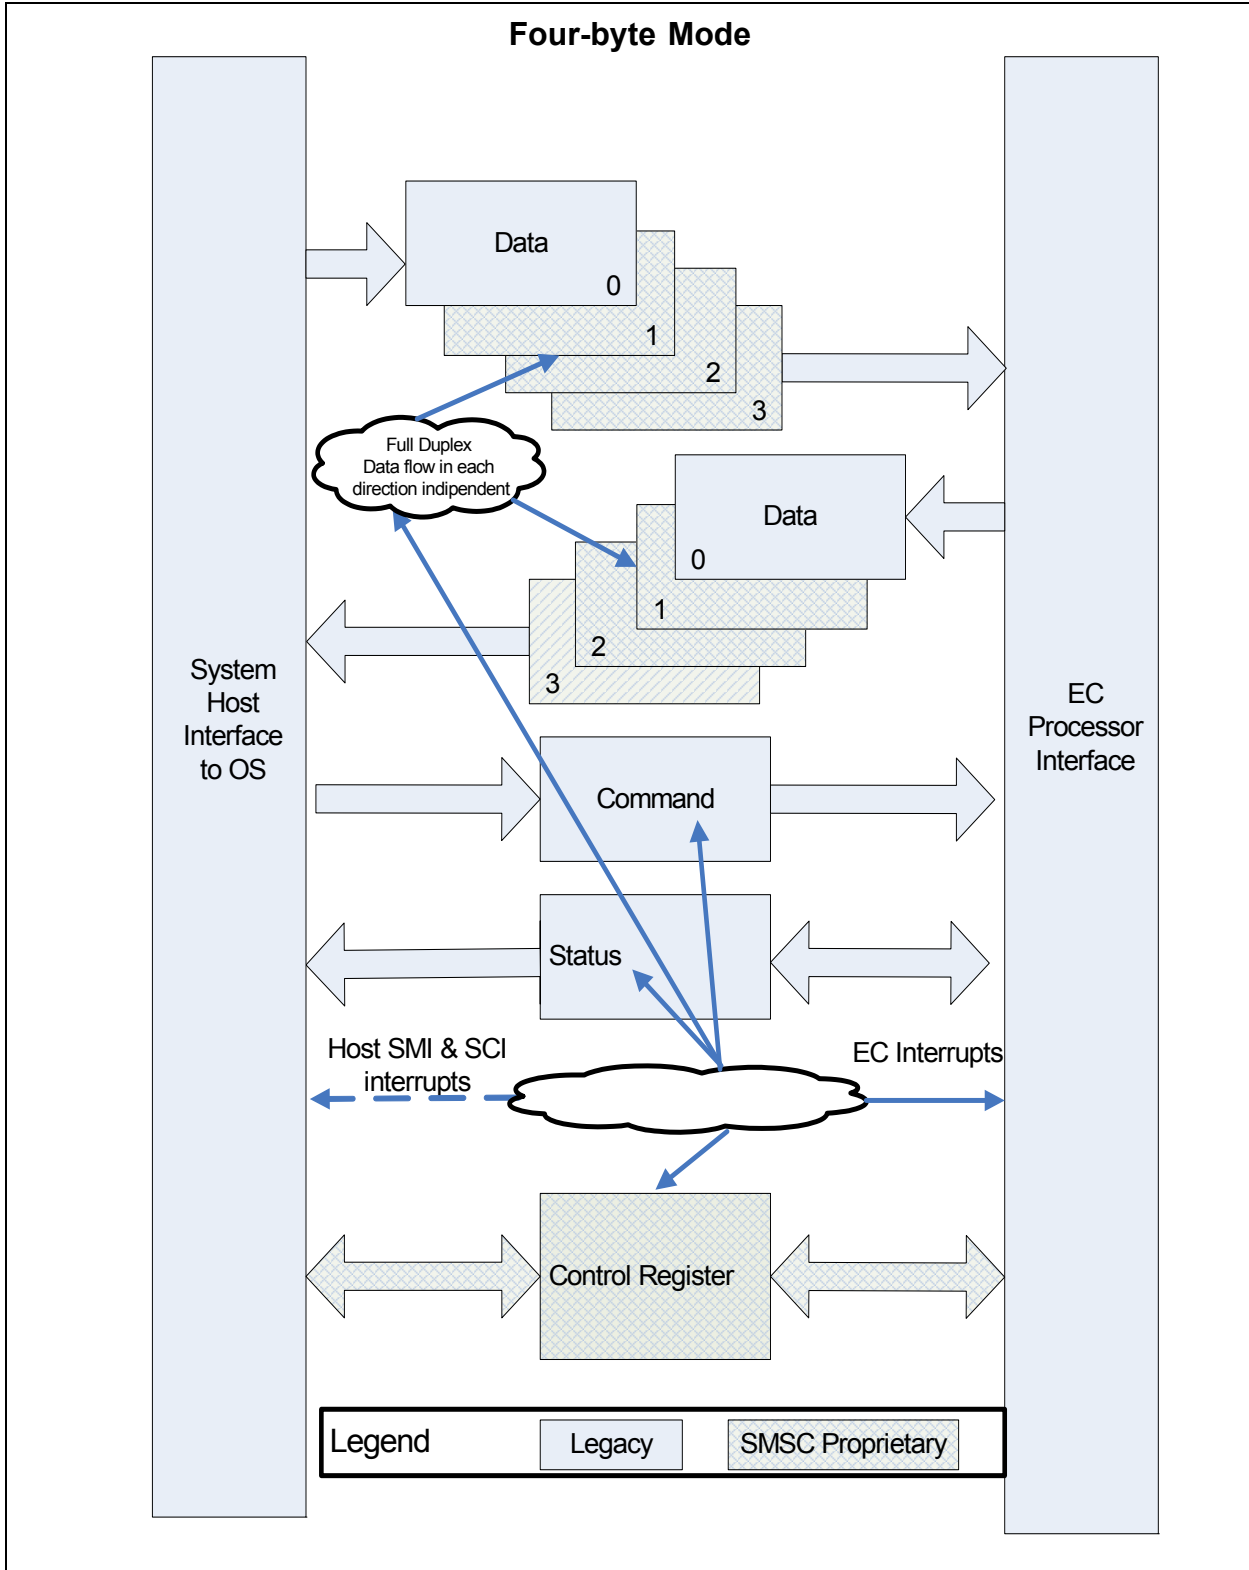 Four-byte Mode
Data
0
1
2
3
Full Duplex
Data flow in each
direction indipendent
Data
0
1
2
3
System
Host
Interface
to OS
EC
Processor
Interface
Command
Status
Host SMI & SCI
interrupts
EC Interrupts
Control Register
Legend
Legacy
SMSC Proprietary